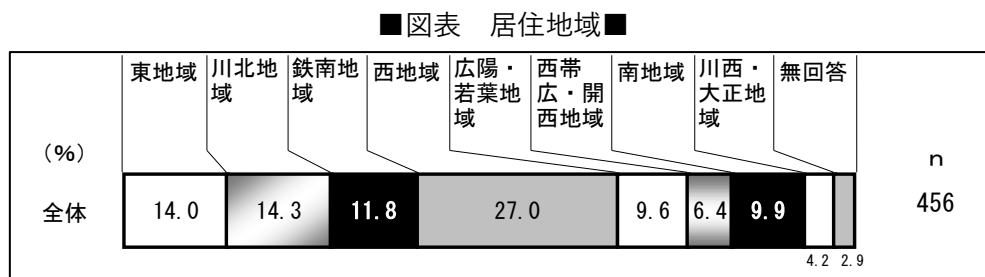 ■図表　居住地域■
東地域
川北地
域
鉄南地
域
西地域
広陽・
若葉地
域
西帯
広・開
西地域
南地域
川西・
大正地
域
無回答
（％）
n
全体
14.0
14.3
11.8
27.0
9.6
6.4
9.9
4.2
2.9
456